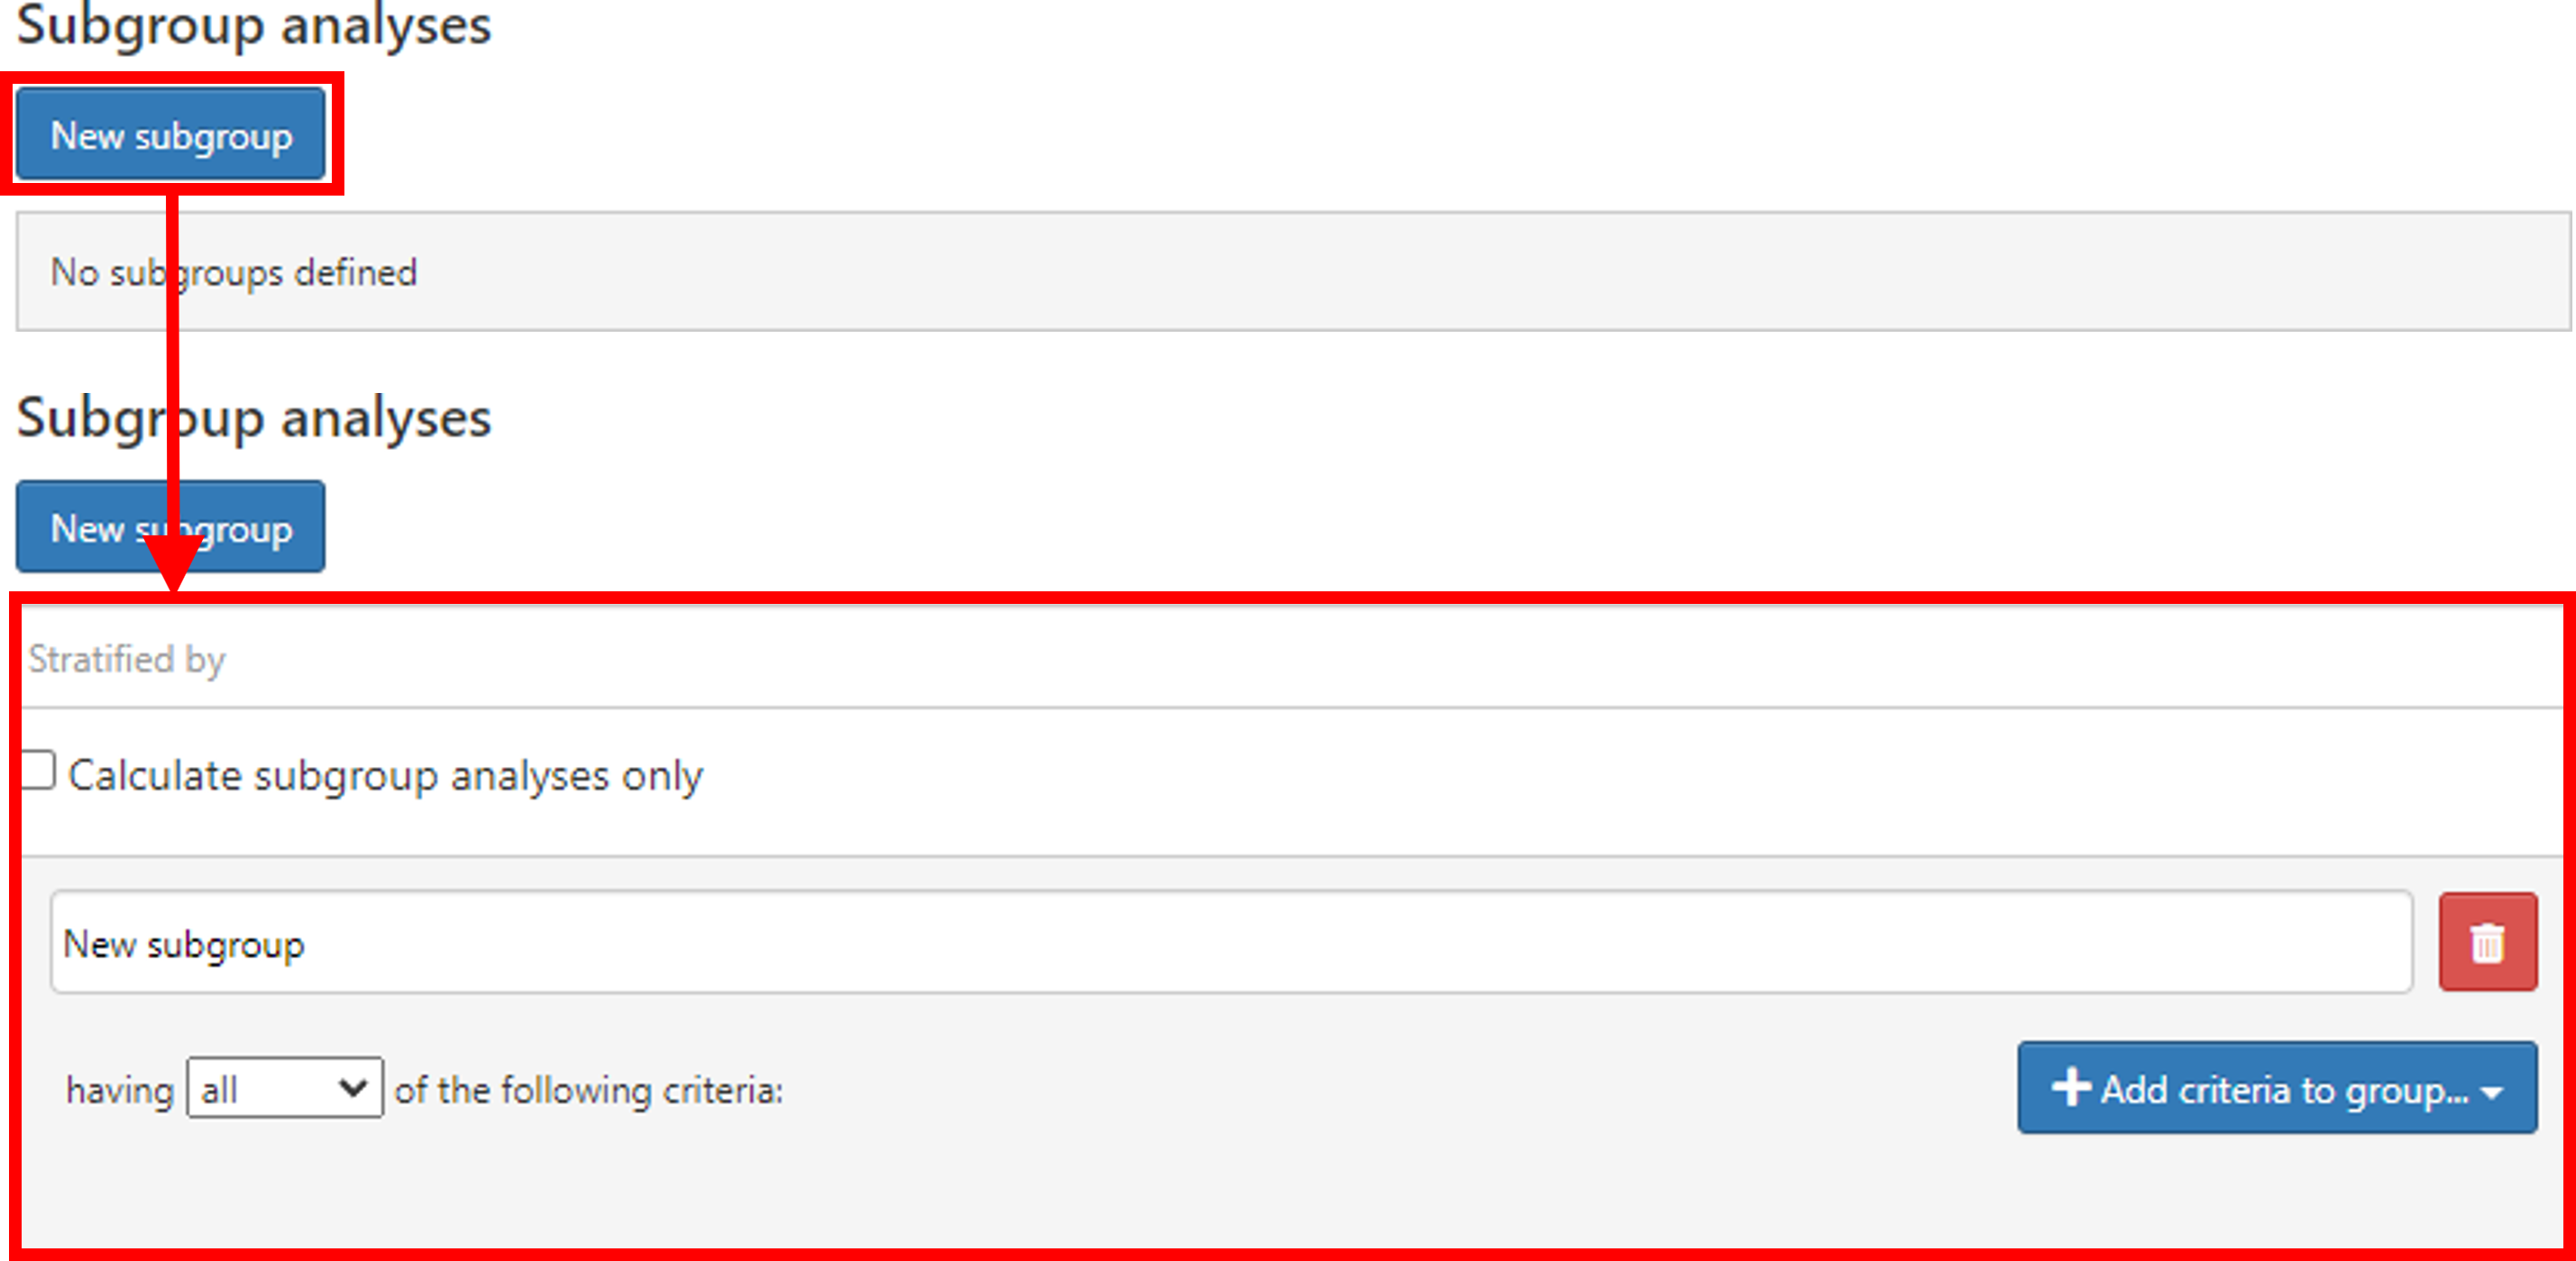 Subgroup analyses
New subgroup
No subgroups defined
Subgroup analyses
New subgroup
Stratified by
Calculate subgroup analyses only
New subgroup
having all of the following criteria:
Add criteria to group...